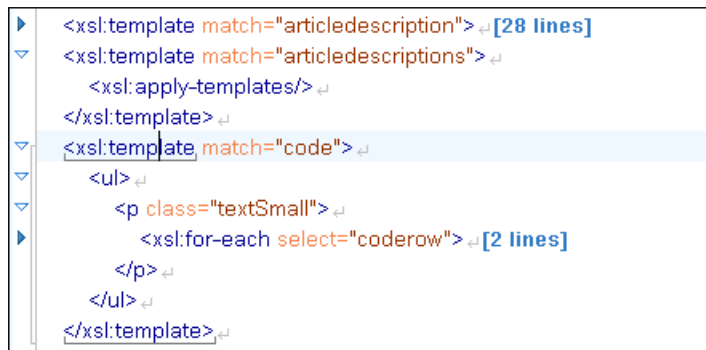 <xsl:template match="articledescription"> ↵[28 lines]
<xsl:template match="articledescriptions"> ↵
<xsl:apply-templates/> ↵
</xsl:template> ↵
<xsl:template match="code"> ↵
<ul> ↵
<p class="textSmall"> ↵
<xsl:for-each select="coderow"> ↵[2 lines]
</p> ↵
</ul> ↵
</xsl:template> ↵